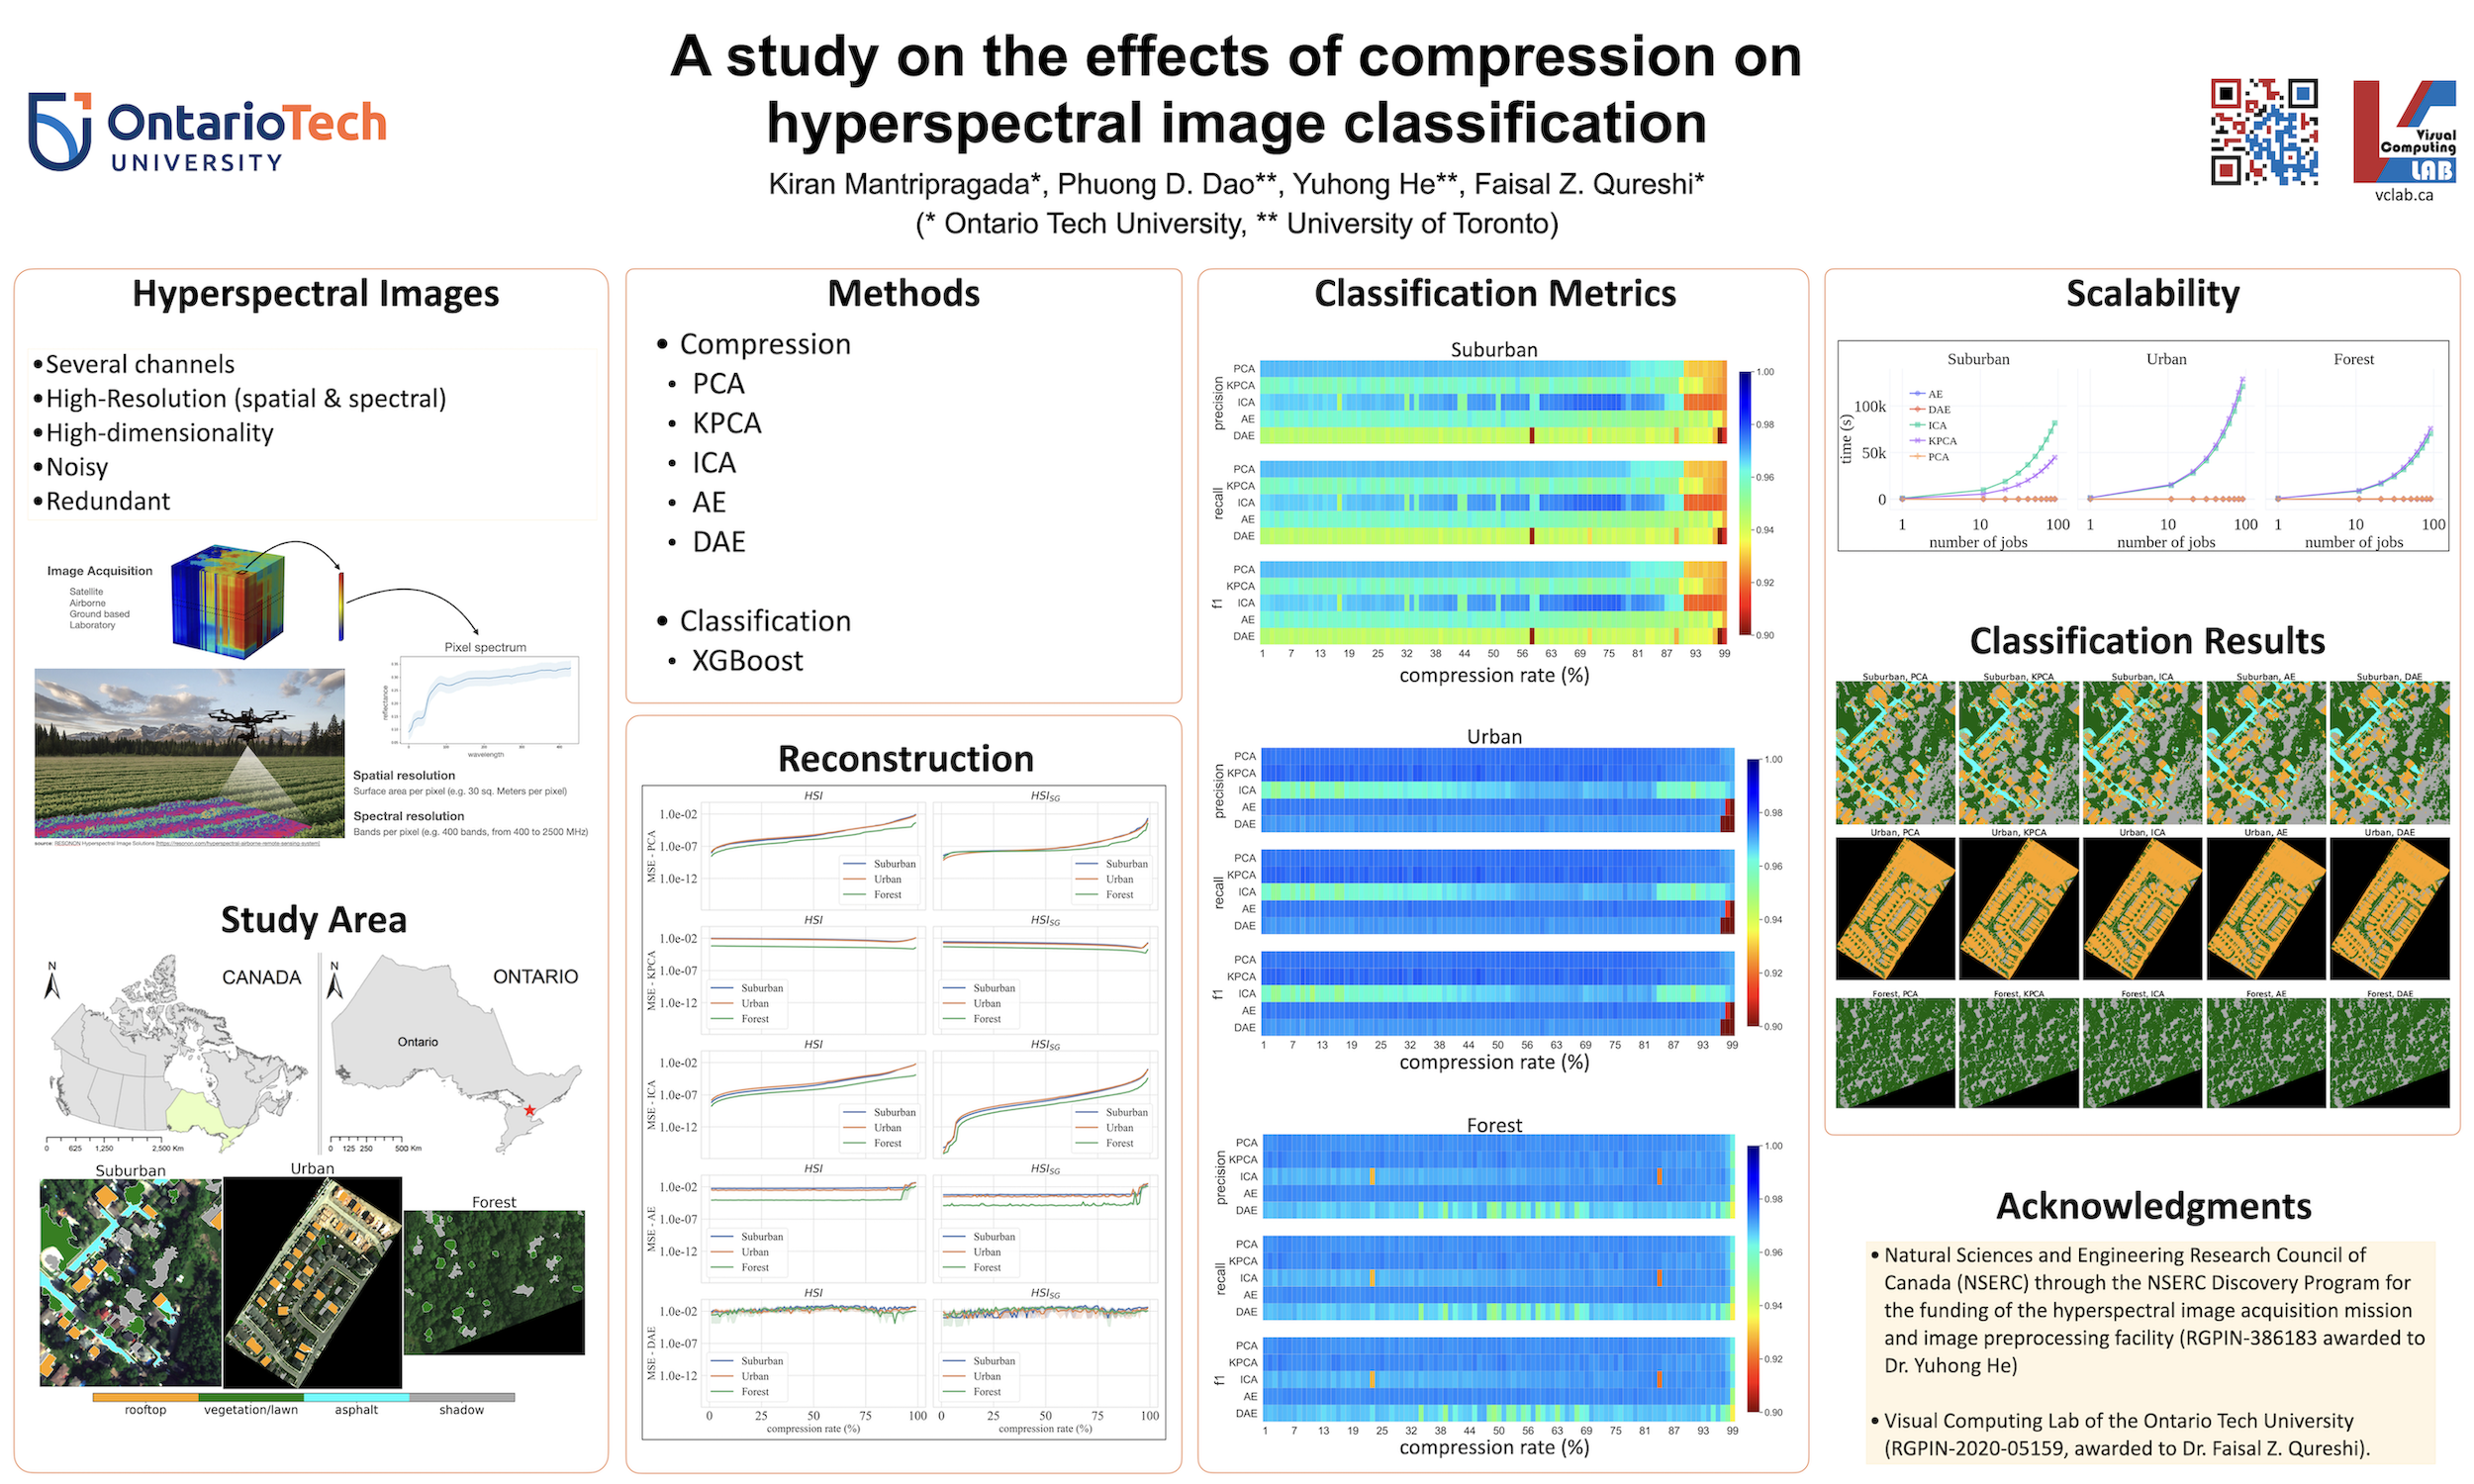 A study on the effects of compression on
hyperspectral image classification
Kiran Mantripragada*, Phuong D. Dao**, Yuhong He**, Faisal Z. Qureshi*
(* Ontario Tech University, ** University of Toronto)
OntarioTech
UNIVERSITY
Visual
Computing
LAB
vclab.ca
Hyperspectral Images
•Several channels
•High-Resolution (spatial & spectral)
•High-dimensionality
•Noisy
•Redundant
Image Acquisition
Satellite
Airborne
Ground based
Laboratory
Pixel spectrum
reflectance
wavelength
Spatial resolution
Surface area per pixel (e.g. 30 sq. Meters per pixel)
Spectral resolution
Bands per pixel (e.g. 400 bands, from 400 to 2500 MHz)
source: RESONON Hyperspectral Image Solutions [https://resonon.com/hyperspectral-airborne-remote-sensing-system]
Study Area
N
CANADA
0 625 1,250 2,500 Km
N
ONTARIO
Ontario
0 125 250 500 Km
Suburban
Urban
Forest
rooftop vegetation/lawn asphalt shadow
Methods
• Compression
• PCA
• KPCA
• ICA
• AE
• DAE
• Classification
• XGBoost
Reconstruction
HSI HSI_SG
MSE - PCA
1.0e-02
1.0e-07
1.0e-12
Suburban
Urban
Forest
Suburban
Urban
Forest
HSI HSI_SG
MSE - KPCA
1.0e-02
1.0e-07
1.0e-12
Suburban
Urban
Forest
Suburban
Urban
Forest
HSI HSI_SG
MSE - ICA
1.0e-02
1.0e-07
1.0e-12
Suburban
Urban
Forest
Suburban
Urban
Forest
HSI HSI_SG
MSE - AE
1.0e-02
1.0e-07
1.0e-12
Suburban
Urban
Forest
Suburban
Urban
Forest
HSI HSI_SG
MSE - DAE
1.0e-02
1.0e-07
1.0e-12
Suburban
Urban
Forest
Suburban
Urban
Forest
0 25 50 75 100 0 25 50 75 100
compression rate (%) compression rate (%)
Classification Metrics
Suburban
precision
PCA
KPCA
ICA
AE
DAE
recall
PCA
KPCA
ICA
AE
DAE
f1
PCA
KPCA
ICA
AE
DAE
1.00
0.98
0.96
0.94
0.92
0.90
1 7 13 19 25 32 38 44 50 56 63 69 75 81 87 93 99
compression rate (%)
Urban
precision
PCA
KPCA
ICA
AE
DAE
recall
PCA
KPCA
ICA
AE
DAE
f1
PCA
KPCA
ICA
AE
DAE
1.00
0.98
0.96
0.94
0.92
0.90
1 7 13 19 25 32 38 44 50 56 63 69 75 81 87 93 99
compression rate (%)
Forest
precision
PCA
KPCA
ICA
AE
DAE
recall
PCA
KPCA
ICA
AE
DAE
f1
PCA
KPCA
ICA
AE
DAE
1.00
0.98
0.96
0.94
0.92
0.90
1 7 13 19 25 32 38 44 50 56 63 69 75 81 87 93 99
compression rate (%)
Scalability
Suburban Urban Forest
time (s)
100k
50k
0
AE
DAE
ICA
KPCA
PCA
1 10 100 1 10 100 1 10 100
number of jobs number of jobs number of jobs
Classification Results
Suburban, PCA Suburban, KPCA Suburban, ICA Suburban, AE Suburban, DAE
Urban, PCA Urban, KPCA Urban, ICA Urban, AE Urban, DAE
Forest, PCA Forest, KPCA Forest, ICA Forest, AE Forest, DAE
Acknowledgments
• Natural Sciences and Engineering Research Council of
Canada (NSERC) through the NSERC Discovery Program for
the funding of the hyperspectral image acquisition mission
and image preprocessing facility (RGPIN-386183 awarded to
Dr. Yuhong He)
• Visual Computing Lab of the Ontario Tech University
(RGPIN-2020-05159, awarded to Dr. Faisal Z. Qureshi).